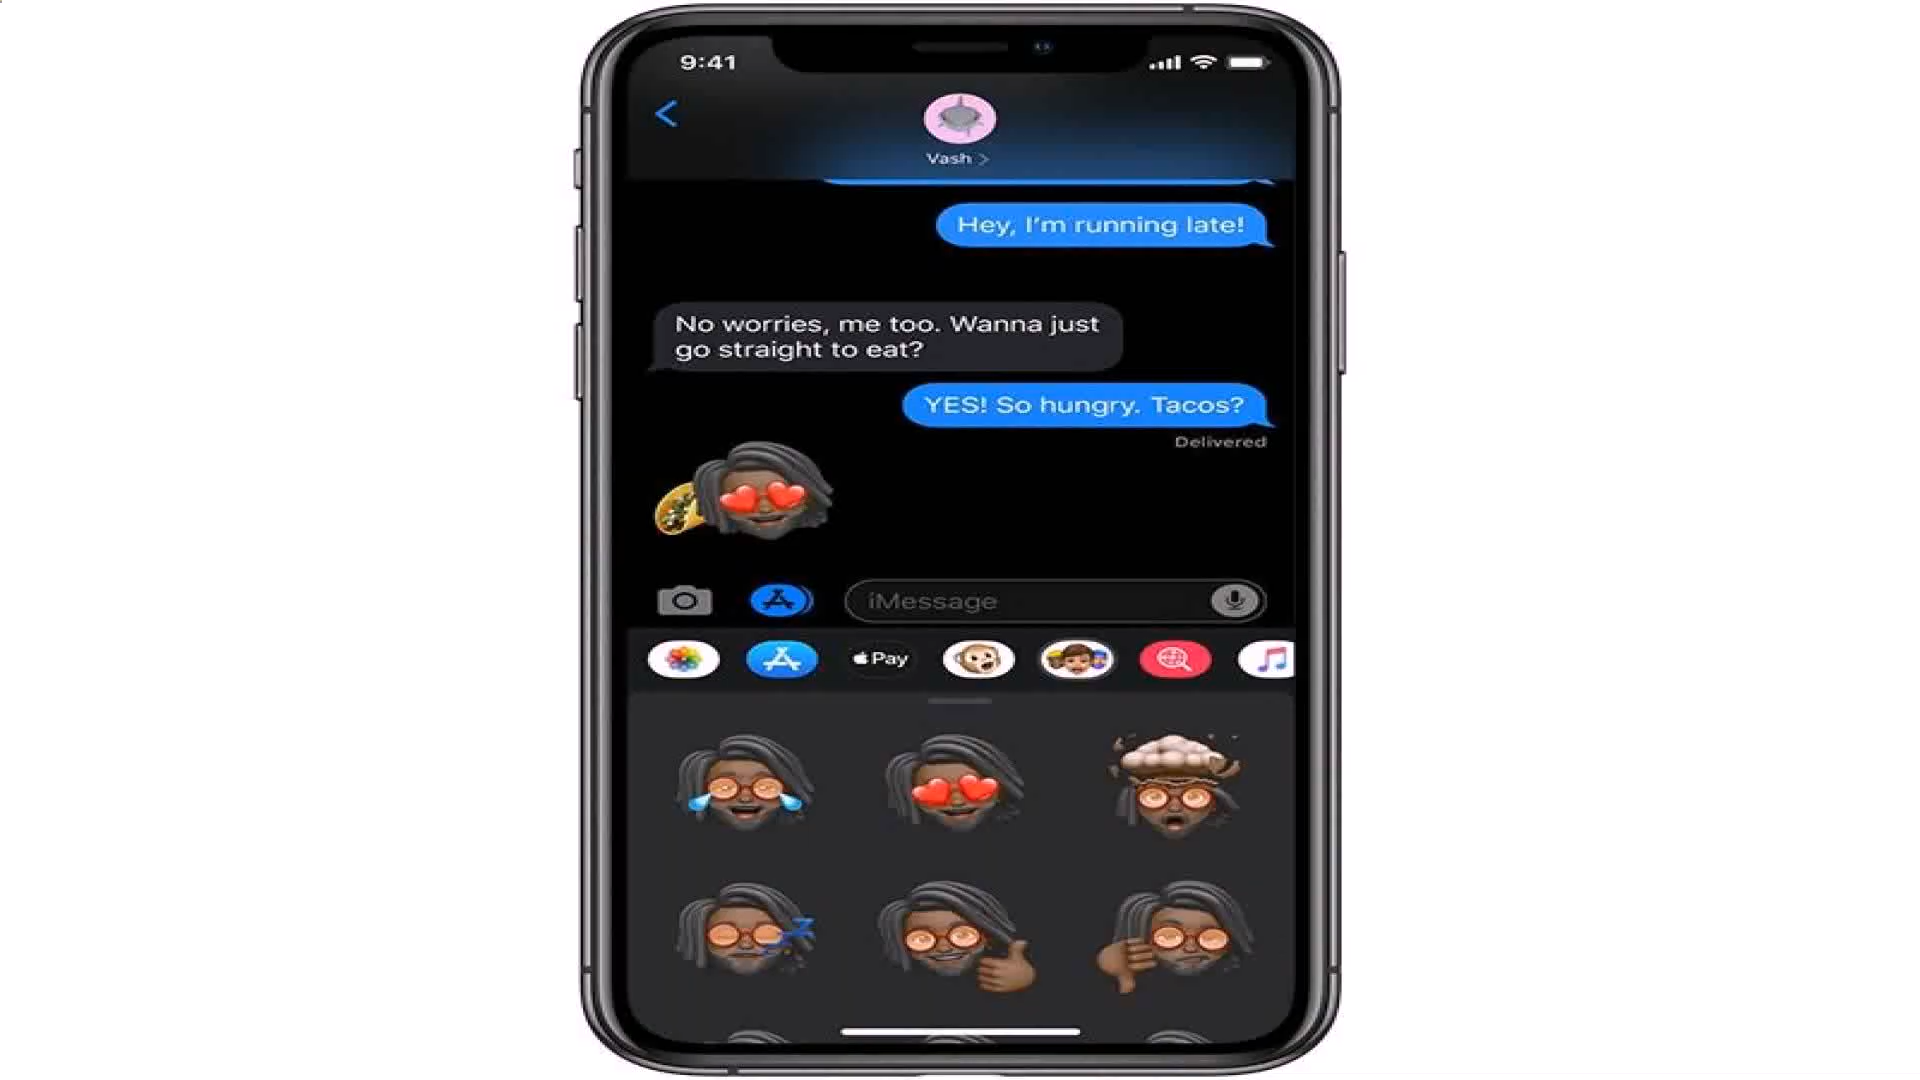 9:41
Vash >
Hey, I’m running late!
No worries, me too. Wanna just
go straight to eat?
YES! So hungry. Tacos?
Delivered
iMessage
Pay